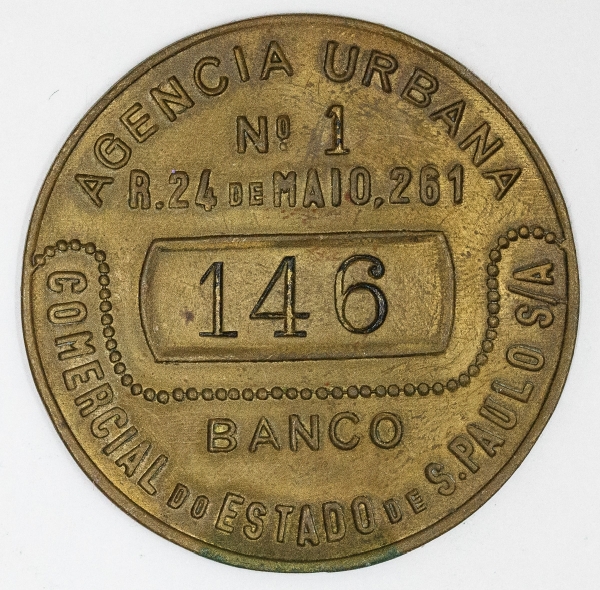 AGENCIA URBANA
Nº 1
R. 24 DE MAIO, 261
146
BANCO
COMERCIAL DO ESTADO DE S. PAULO S/A